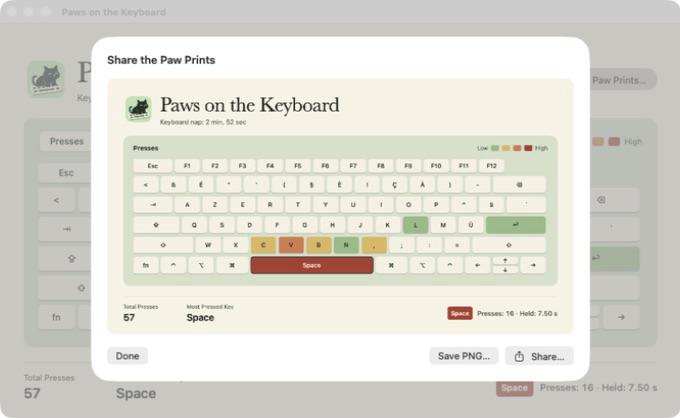 Paws on the Keyboard
Share the Paw Prints
Paws on the Keyboard
Keyboard nap: 2 min, 52 sec
Presses Low High
Esc F1 F2 F3 F4 F5 F6 F7 F8 F9 F10 F11 F12
< & É " ' ( § È ! Ç À ) - ⌫
⇥ A Z E R T Y U I O P ^ $ `
⇪ Q S D F G H J K L M Ù ↵
⇧ W X C V B N , ; : = ⇧
fn ^ ⌥ ⌘ Space ⌘ ⌥ ^ ← ↑ ↓ →
Total Presses Most Pressed Key
57 Space
Space Presses: 16 · Held: 7.50 s
Done Save PNG... Share...
P
Key
Paw Prints...
Presses High
Esc
<
fn →
Total Presses
57 Space
Space Presses: 16 · Held: 7.50 s